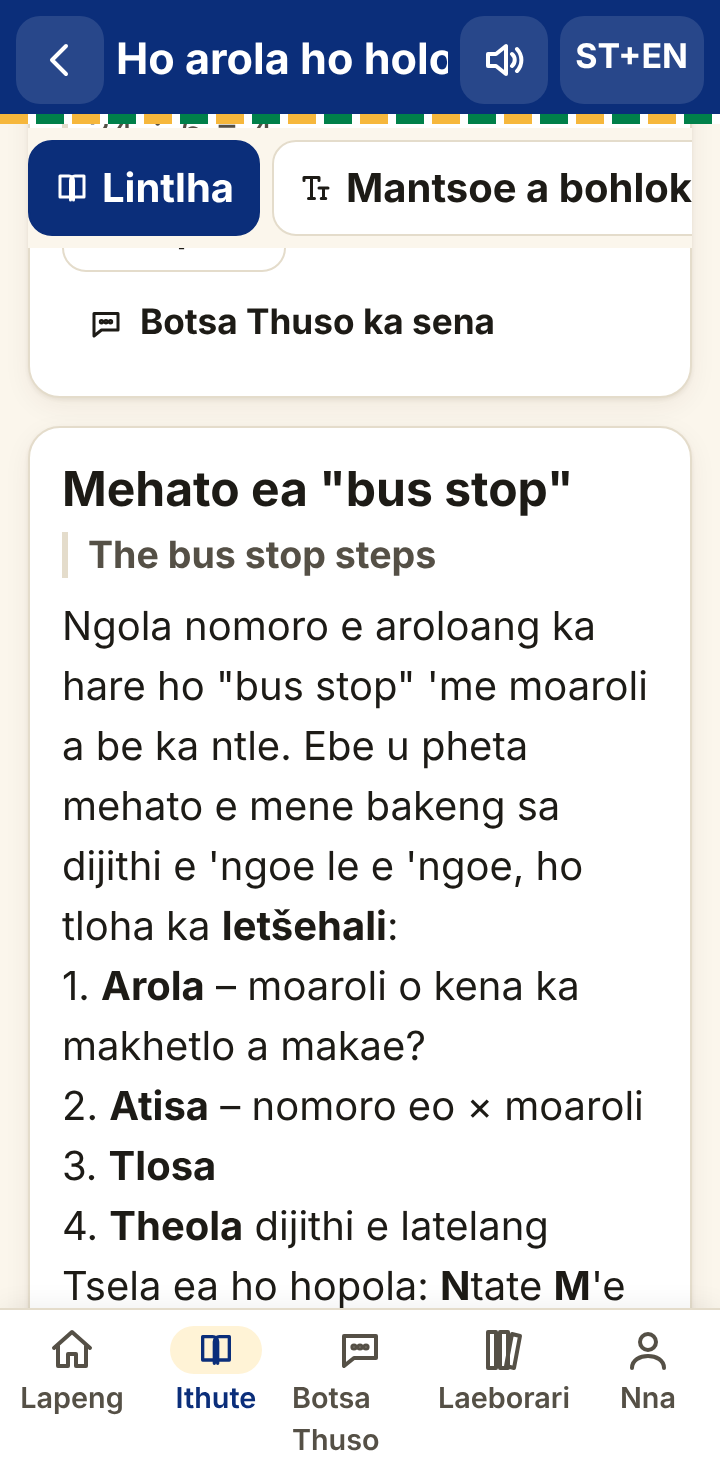 Ho arola ho holo
ST+EN
Lintlha
Mantsoe a bohlok
Botsa Thuso ka sena
Mehato ea "bus stop"
The bus stop steps
Ngola nomoro e aroloang ka
hare ho "bus stop" 'me moaroli
a be ka ntle. Ebe u pheta
mehato e mene bakeng sa
dijithi e 'ngoe le e 'ngoe, ho
tloha ka letšehali:
1. Arola – moaroli o kena ka
makhetlo a makae?
2. Atisa – nomoro eo × moaroli
3. Tlosa
4. Theola dijithi e latelang
Tsela ea ho hopola: Ntate M'e
Lapeng
Ithute
Botsa
Thuso
Laeborari
Nna